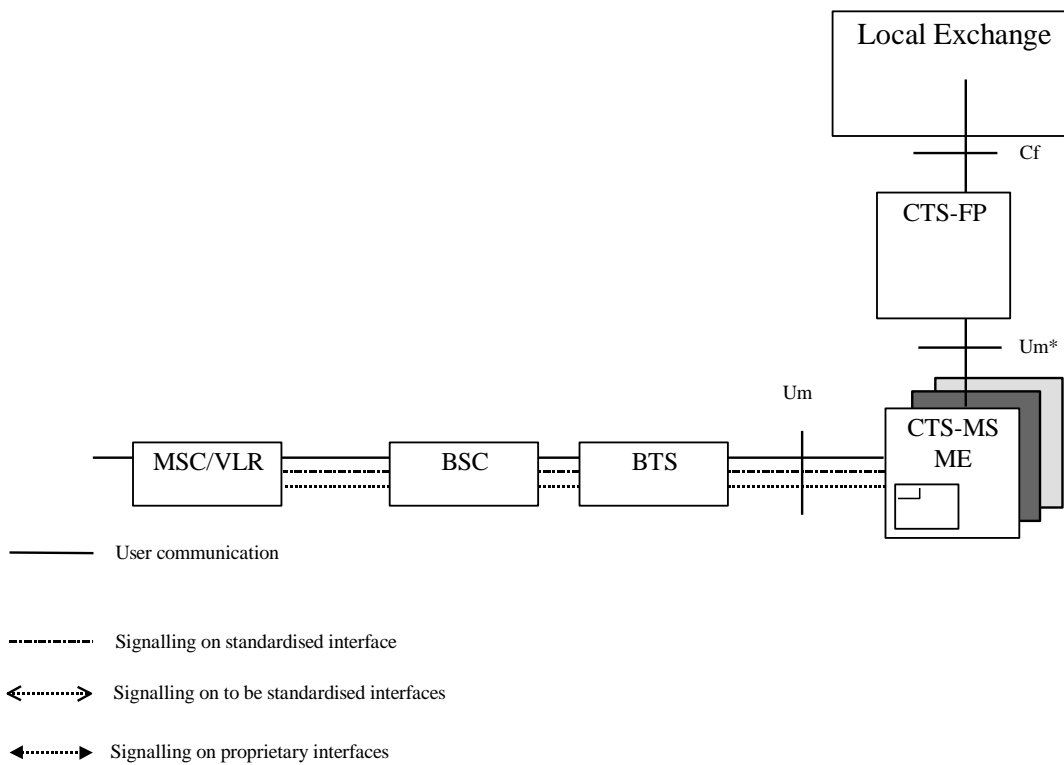 Local Exchange
Cf
CTS-FP
Um*
Um
CTS-MS
ME
MSC/VLR
BSC
BTS
User communication
Signalling on standardised interface
Signalling on to be standardised interfaces
Signalling on proprietary interfaces